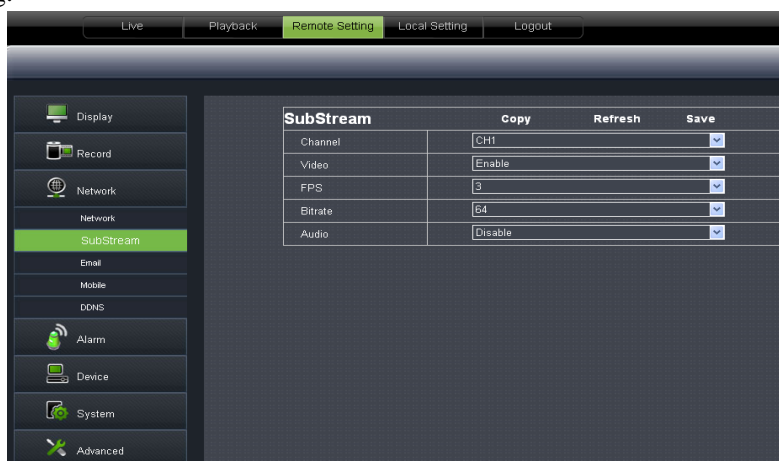 g.
Live Playback Remote Setting Local Setting Logout
Display
Record
Network
Network
SubStream
Email
Mobile
DDNS
Alarm
Device
System
Advanced
SubStream Copy Refresh Save
Channel CH1
Video Enable
FPS 3
Bitrate 64
Audio Disable